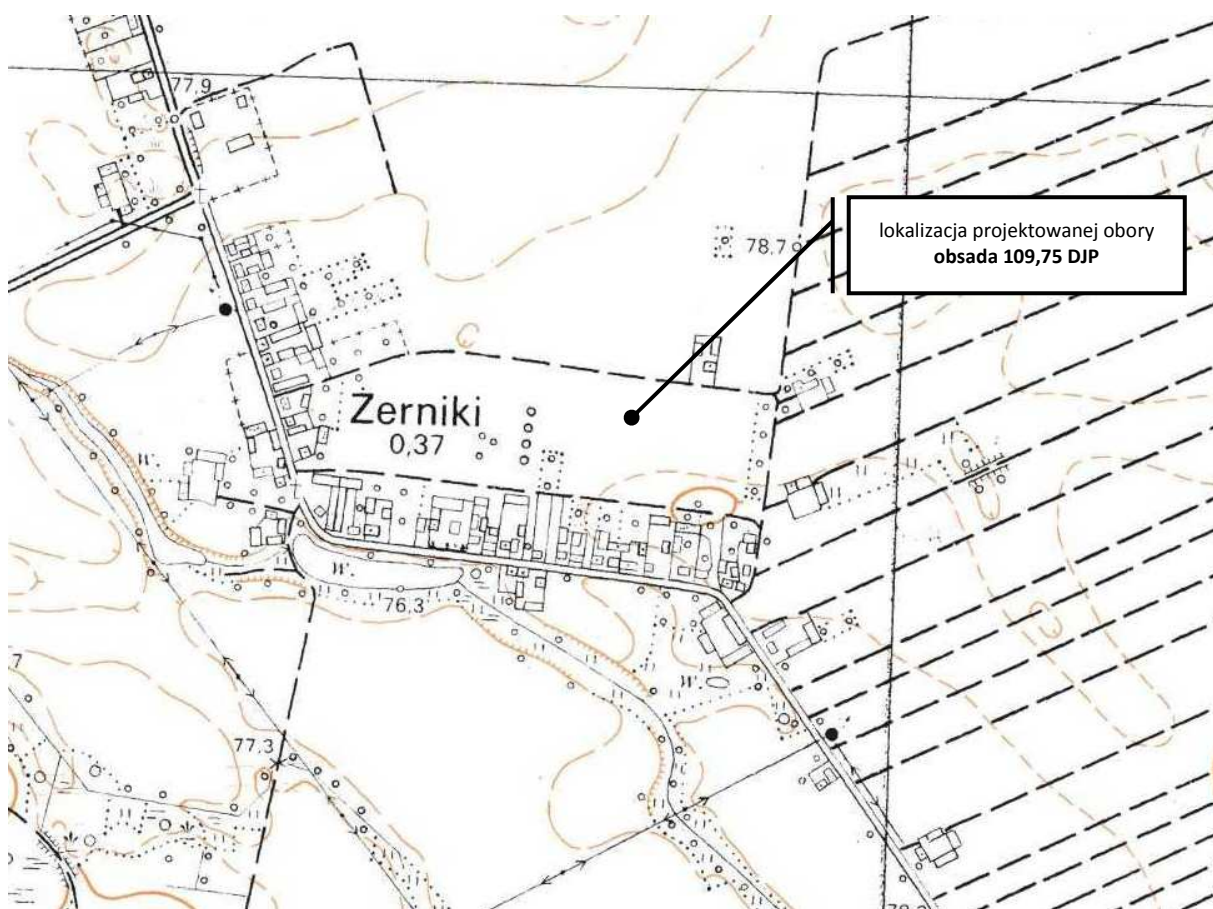 77,9
78,7
lokalizacja projektowanej obory
obsada 109,75 DJP
Żerniki
0,37
W.
W.
76,3
W.
77,3